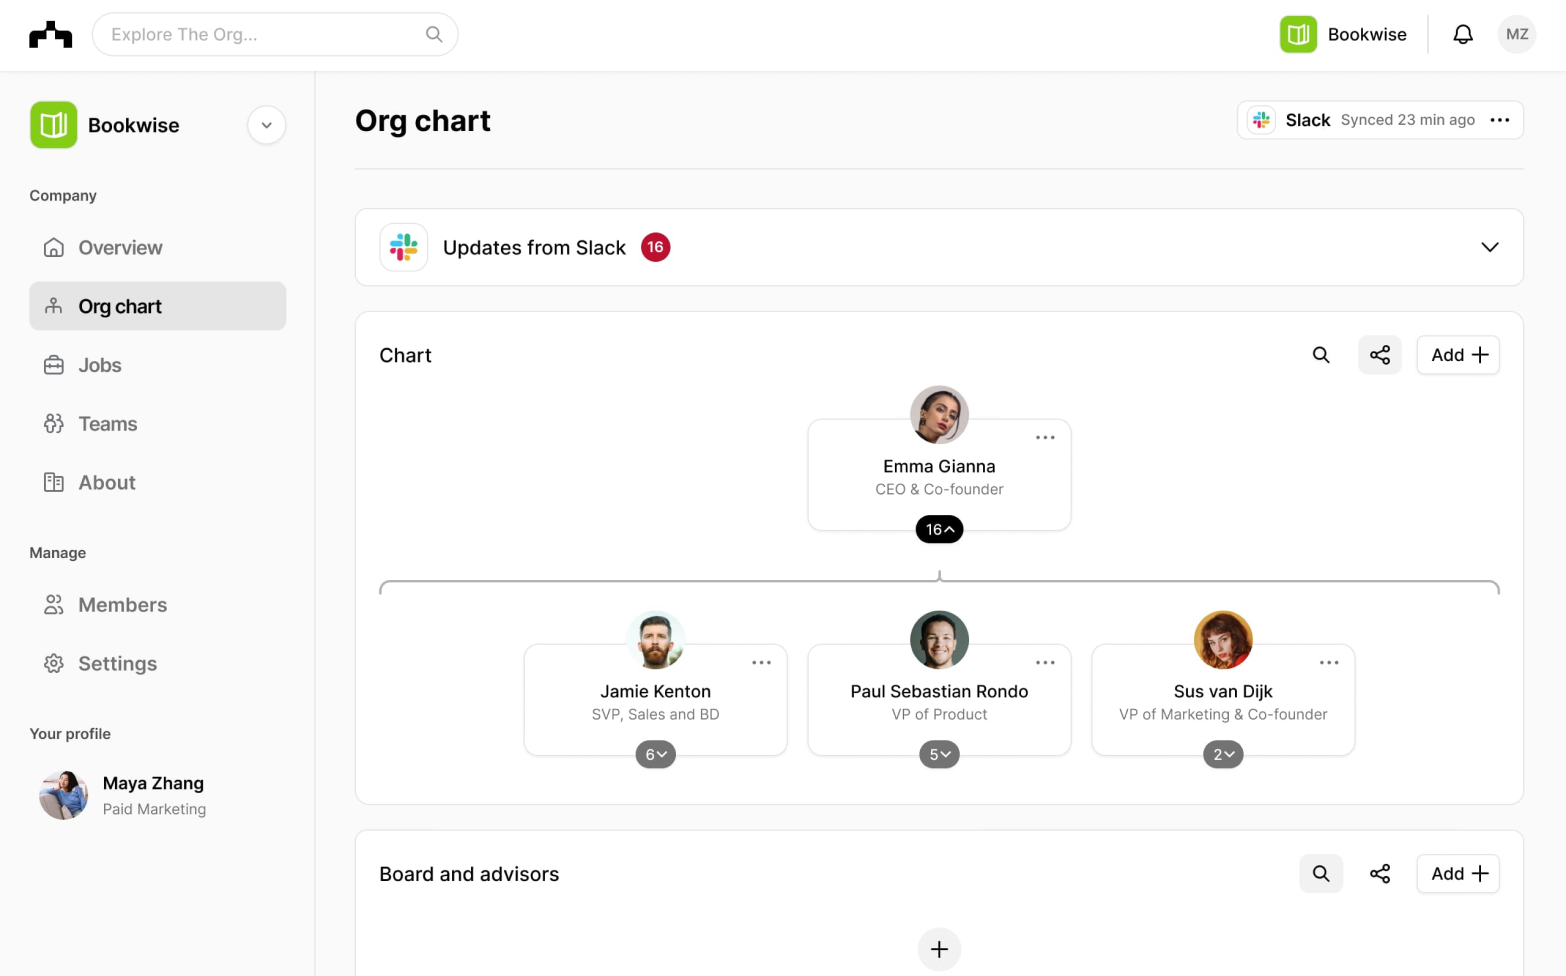 Explore The Org...
Bookwise
MZ
Bookwise
Company
Overview
Org chart
Jobs
Teams
About
Manage
Members
Settings
Your profile
Maya Zhang
Paid Marketing
Org chart
Slack Synced 23 min ago
Updates from Slack 16
Chart
Add
Emma Gianna
CEO & Co-founder
16
Jamie Kenton
SVP, Sales and BD
6
Paul Sebastian Rondo
VP of Product
5
Sus van Dijk
VP of Marketing & Co-founder
2
Board and advisors
Add